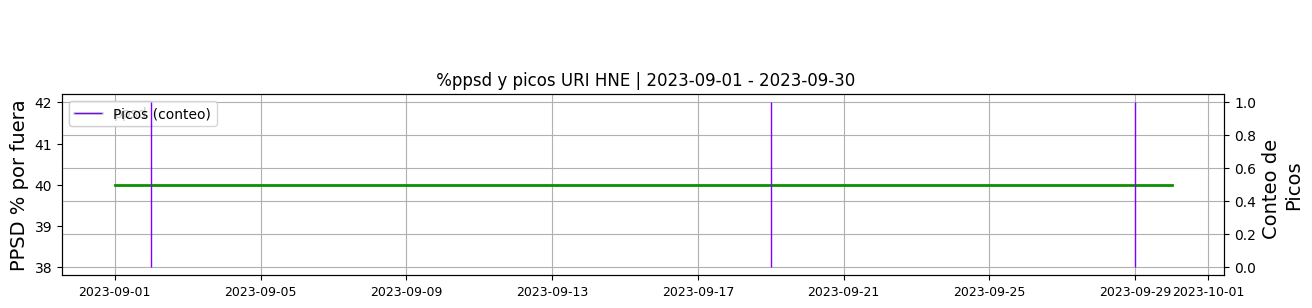 %ppsd y picos URI HNE | 2023-09-01 - 2023-09-30
PPSD % por fuera
42
41
40
39
38
Picos (conteo)
1.0
0.8
0.6
0.4
0.2
0.0
Conteo de
Picos
2023-09-01 2023-09-05 2023-09-09 2023-09-13 2023-09-17 2023-09-21 2023-09-25 2023-09-29 2023-10-01